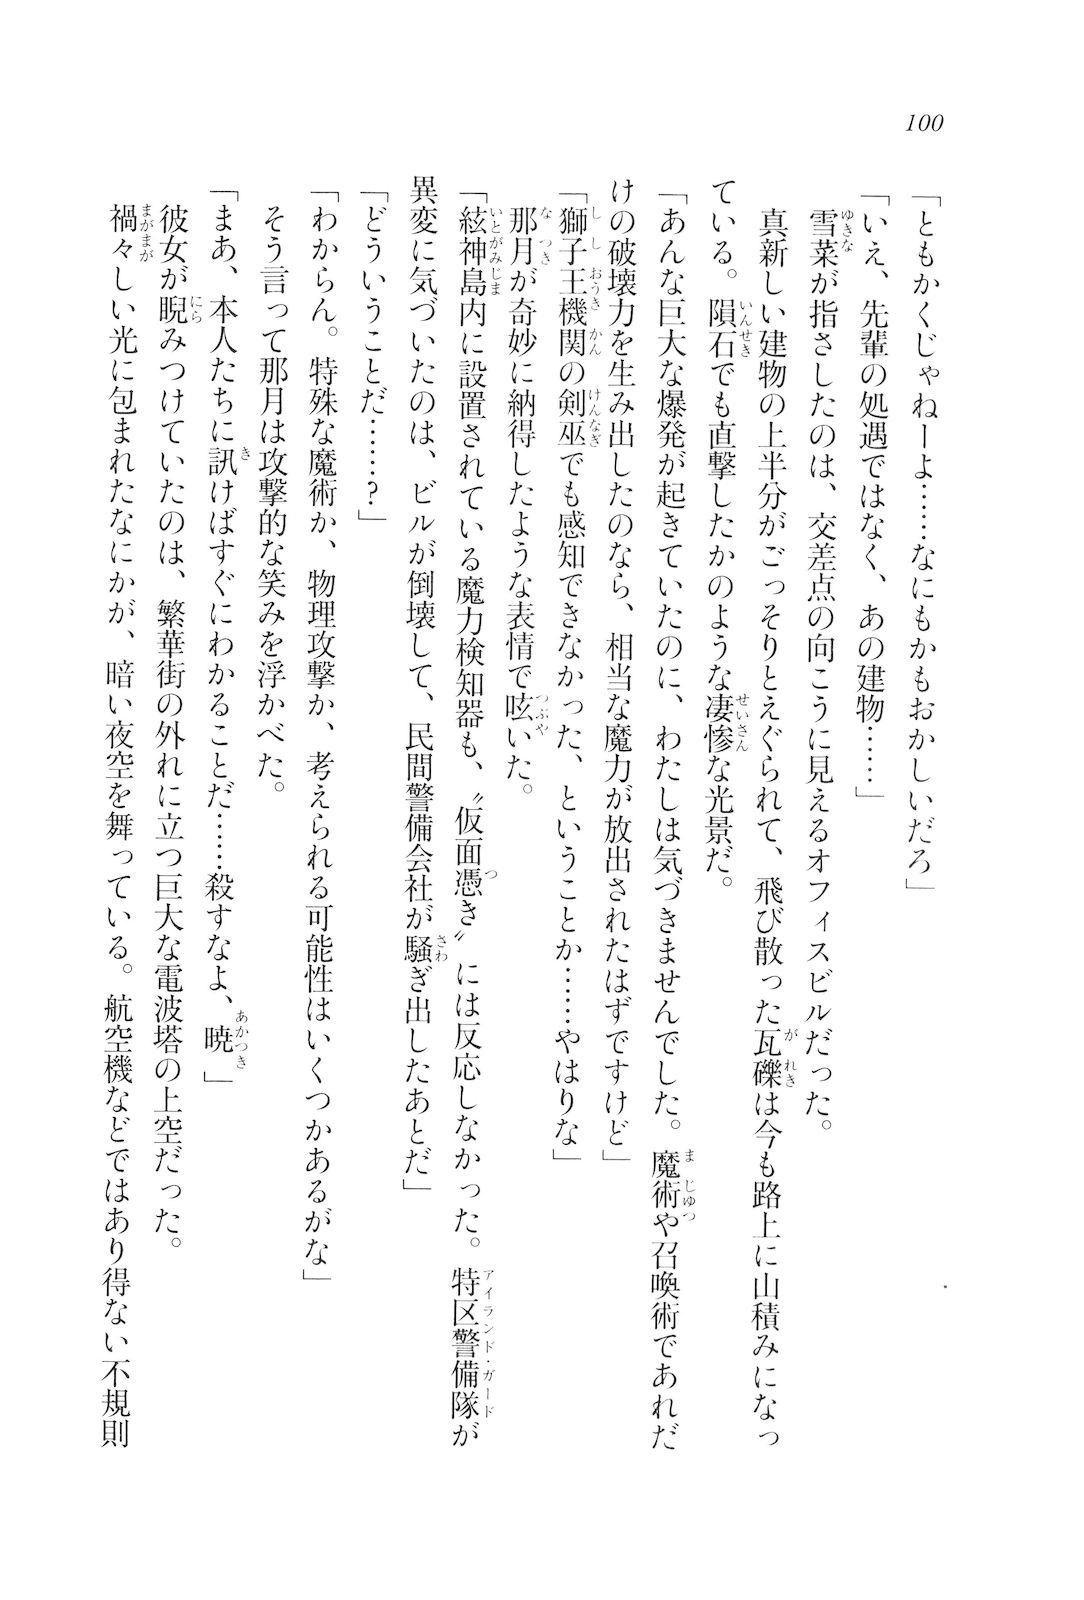 100
「ともかくじゃねーよ……なにもかもおかしいだろ」
「いえ、先輩の処遇ではなく、あの建物……」
雪菜が指さしたのは、交差点の向こうに見えるオフィスビルだった。
真新しい建物の上半分がごっそりとえぐられて、飛び散った瓦礫は今も路上に山積みになっ
ている。隕石でも直撃したかのような凄惨な光景だ。
「あんな巨大な爆発が起きていたのに、わたしは気づきませんでした。魔術や召喚術であれだ
けの破壊力を生み出したのなら、相当な魔力が放出されたはずですけど」
「獅子王機関の剣巫でも感知できなかった、ということか……やはりな」
那月が奇妙に納得したような表情で呟いた。
「絃神島内に設置されている魔力検知器も、〝仮面憑き〟には反応しなかった。特区警備隊が
異変に気づいたのは、ビルが倒壊して、民間警備会社が騒ぎ出したあとだ」
「どういうことだ……?」
「わからん。特殊な魔術か、物理攻撃か、考えられる可能性はいくつかあるがな」
そう言って那月は攻撃的な笑みを浮かべた。
「まあ、本人たちに訊けばすぐにわかることだ……殺すなよ、暁」
彼女が睨みつけていたのは、繁華街の外れに立つ巨大な電波塔の上空だった。
禍々しい光に包まれたなにかが、暗い夜空を舞っている。航空機などではあり得ない不規則